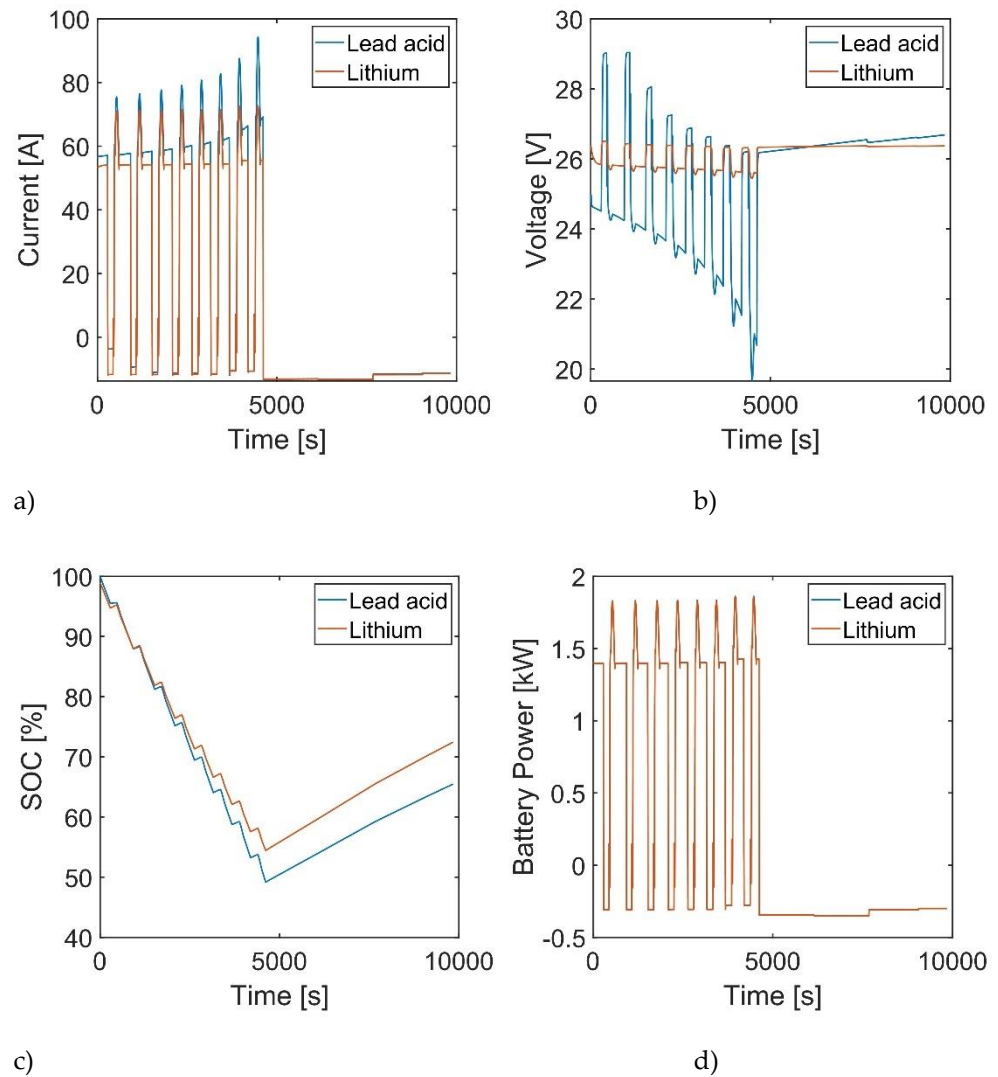 a)
100
80
60
40
20
0
Current [A]
Lead acid
Lithium
0
5000
10000
Time [s]
30
28
26
24
22
20
Voltage [V]
Lead acid
Lithium
0
5000
10000
Time [s]
a)
b)
100
90
80
70
60
50
40
SOC [%]
Lead acid
Lithium
0
5000
10000
Time [s]
2
1.5
1
0.5
0
-0.5
Battery Power [kW]
Lead acid
Lithium
0
5000
10000
Time [s]
c)
d)